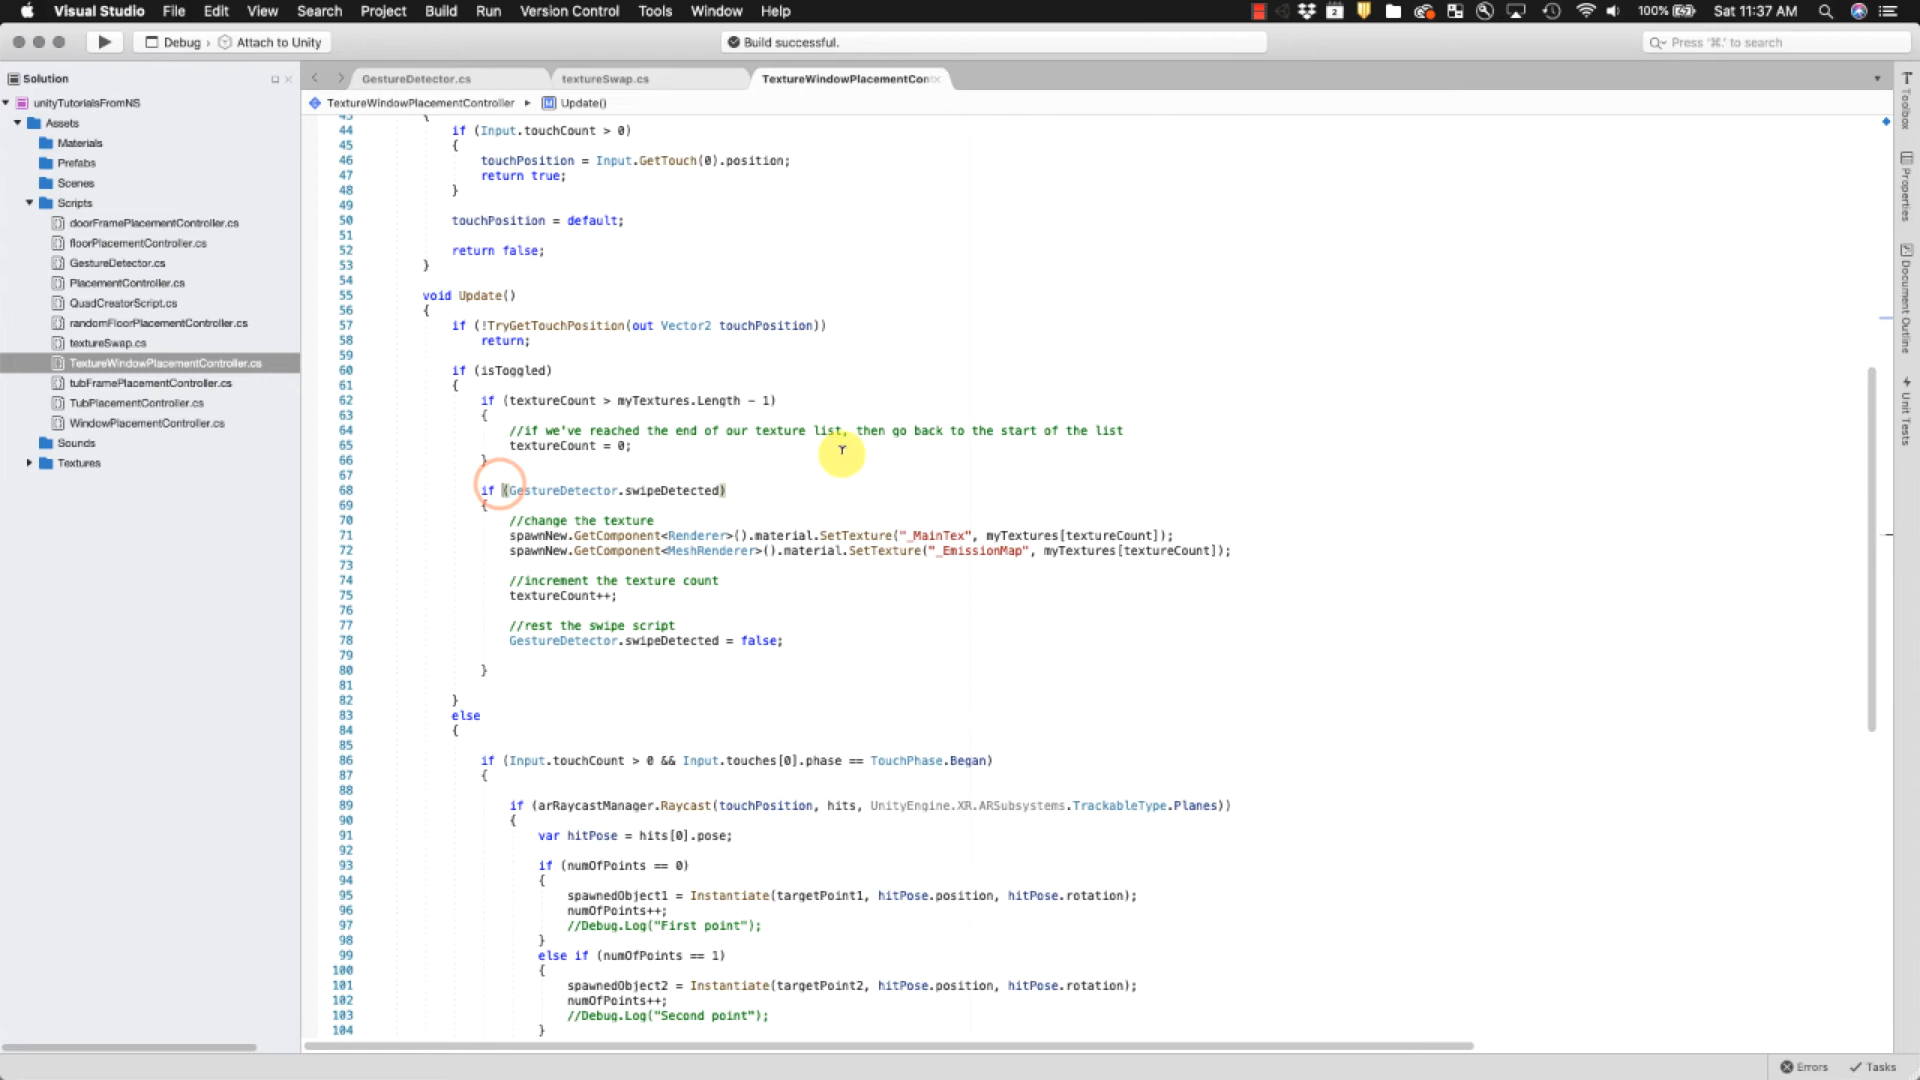 Visual Studio File Edit View Search Project Build Run Version Control Tools Window Help 2 100% Sat 11:37 AM
Debug › Attach to Unity Build successful. Press '⌘.' to search
Solution
unityTutorialsFromNS
Assets
Materials
Prefabs
Scenes
Scripts
doorFramePlacementController.cs
floorPlacementController.cs
GestureDetector.cs
PlacementController.cs
QuadCreatorScript.cs
randomFloorPlacementController.cs
textureSwap.cs
TextureWindowPlacementController.cs
tubFramePlacementController.cs
TubPlacementController.cs
WindowPlacementController.cs
Sounds
Textures
GestureDetector.cs textureSwap.cs TextureWindowPlacementCon
TextureWindowPlacementController ▸ M Update()
43 {
44 if (Input.touchCount > 0)
45 {
46 touchPosition = Input.GetTouch(0).position;
47 return true;
48 }
49
50 touchPosition = default;
51
52 return false;
53 }
54
55 void Update()
56 {
57 if (!TryGetTouchPosition(out Vector2 touchPosition))
58 return;
59
60 if (isToggled)
61 {
62 if (textureCount > myTextures.Length - 1)
63 {
64 //if we've reached the end of our texture list, then go back to the start of the list
65 textureCount = 0;
66 }
67
68 if (GestureDetector.swipeDetected)
69 {
70 //change the texture
71 spawnNew.GetComponent<Renderer>().material.SetTexture("_MainTex", myTextures[textureCount]);
72 spawnNew.GetComponent<MeshRenderer>().material.SetTexture("_EmissionMap", myTextures[textureCount]);
73
74 //increment the texture count
75 textureCount++;
76
77 //rest the swipe script
78 GestureDetector.swipeDetected = false;
79
80 }
81
82 }
83 else
84 {
85
86 if (Input.touchCount > 0 && Input.touches[0].phase == TouchPhase.Began)
87 {
88
89 if (arRaycastManager.Raycast(touchPosition, hits, UnityEngine.XR.ARSubsystems.TrackableType.Planes))
90 {
91 var hitPose = hits[0].pose;
92
93 if (numOfPoints == 0)
94 {
95 spawnedObject1 = Instantiate(targetPoint1, hitPose.position, hitPose.rotation);
96 numOfPoints++;
97 //Debug.Log("First point");
98 }
99 else if (numOfPoints == 1)
100 {
101 spawnedObject2 = Instantiate(targetPoint2, hitPose.position, hitPose.rotation);
102 numOfPoints++;
103 //Debug.Log("Second point");
104 }
Toolbox
Properties
Document Outline
Unit Tests
Errors Tasks